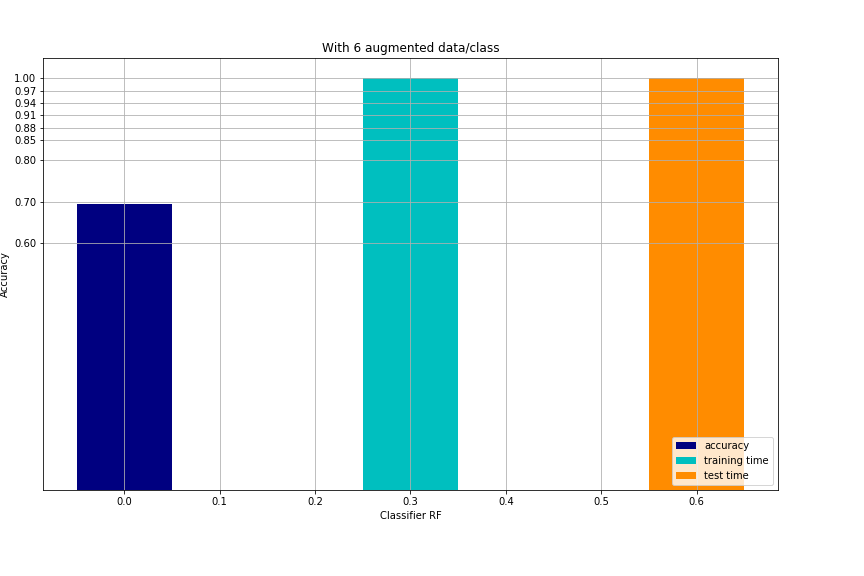 With 6 augmented data/class
1.00
0.97
0.94
0.91
0.88
0.85
0.80
0.70
0.60
Accuracy
accuracy
training time
test time
0.0 0.1 0.2 0.3 0.4 0.5 0.6
Classifier RF